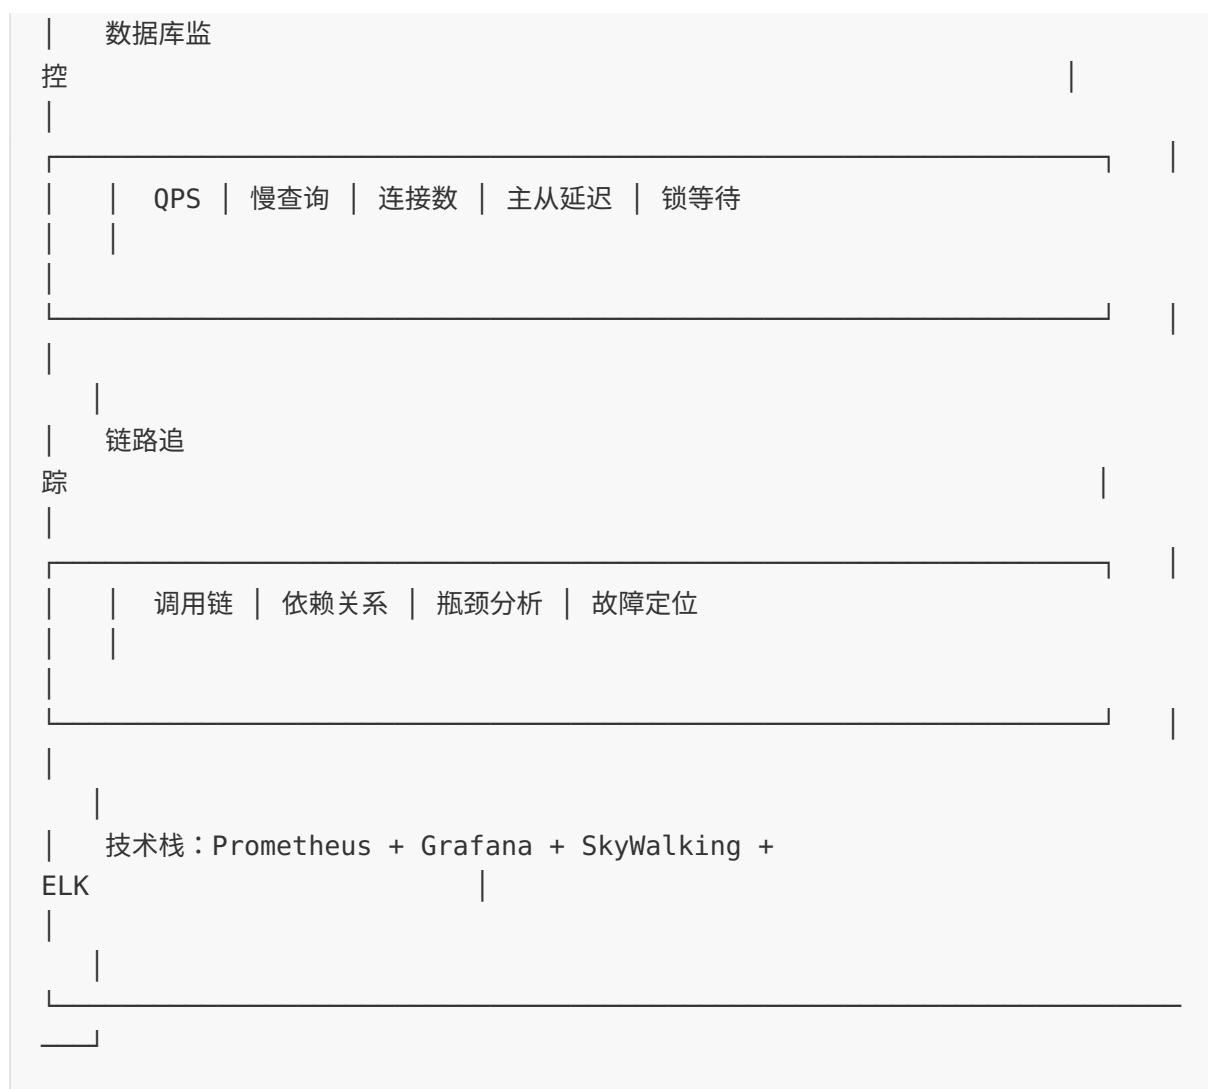 │   数据库监
控                                                               │
│
┌──────────────────────────────────────────────────────────────────┐   │
│   │  QPS │ 慢查询 │ 连接数 │ 主从延迟 │ 锁等待
│   │
│
└──────────────────────────────────────────────────────────────────┘   │
│
   │
│   链路追
踪                                                                 │
│
┌──────────────────────────────────────────────────────────────────┐   │
│   │  调用链 │ 依赖关系 │ 瓶颈分析 │ 故障定位
│   │
│
└──────────────────────────────────────────────────────────────────┘   │
│
   │
│   技术栈：Prometheus + Grafana + SkyWalking +
ELK                         │
│
   │
└───────────────────────────────────────────────────────────────────────
───┘